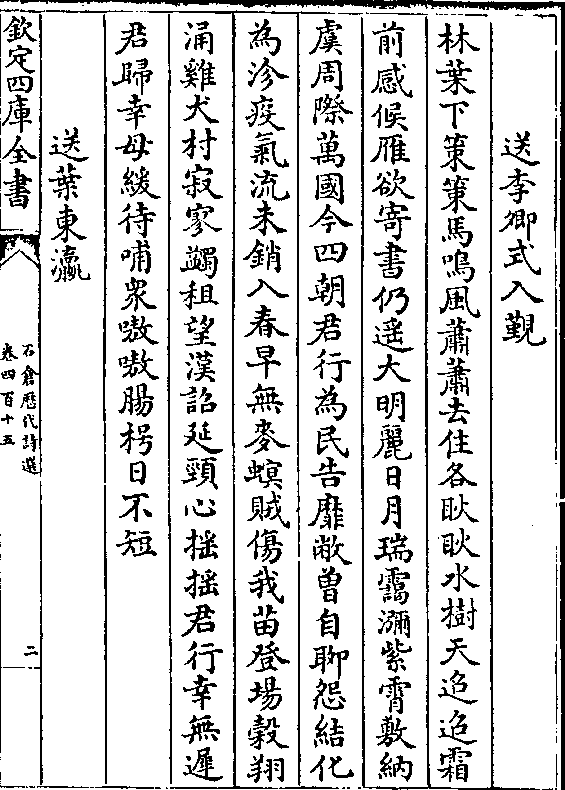 送李卿式入覲
林葉下策策馬鳴風蕭蕭去住各耿耿水樹天迢迢霜
前感候雁欲寄書仍遥大明麗日月瑞靄瀰紫霄敷納
虞周際萬國今四朝君行為民告靡敝曽自聊怨結化
為沴疫氣流未銷入春早無麥螟賊傷我苗登場榖翔
涌雞犬村寂寥蠲租望漢詔延頸心揺揺君行幸無遲
君歸幸母緩待哺衆嗷嗷腸枵日不短
送葉東瀛
欽定四庫全書
石倉歴代詩選
卷四百十五
二